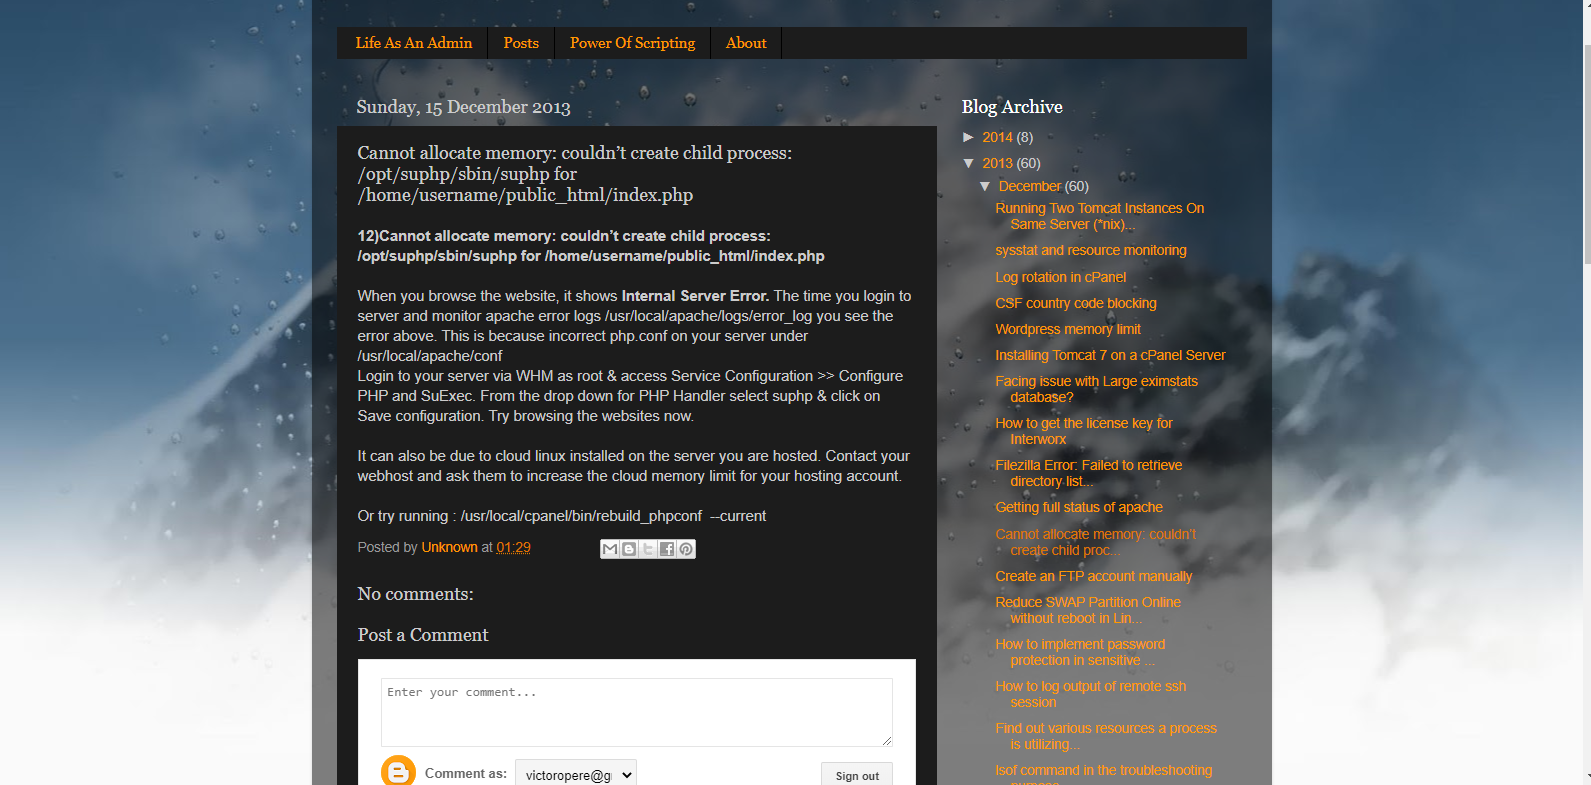 Life As An Admin
Posts
Power Of Scripting
About
Sunday, 15 December 2013
Cannot allocate memory: couldn’t create child process:
/opt/suphp/sbin/suphp for
/home/username/public_html/index.php
12)Cannot allocate memory: couldn’t create child process:
/opt/suphp/sbin/suphp for /home/username/public_html/index.php
When you browse the website, it shows Internal Server Error. The time you login to
server and monitor apache error logs /usr/local/apache/logs/error_log you see the
error above. This is because incorrect php.conf on your server under
/usr/local/apache/conf
Login to your server via WHM as root & access Service Configuration >> Configure
PHP and SuExec. From the drop down for PHP Handler select suphp & click on
Save configuration. Try browsing the websites now.
It can also be due to cloud linux installed on the server you are hosted. Contact your
webhost and ask them to increase the cloud memory limit for your hosting account.
Or try running : /usr/local/cpanel/bin/rebuild_phpconf  --current
Posted by Unknown at 01:29
No comments:
Post a Comment
Enter your comment...
Comment as:
victoropere@g
Sign out
Blog Archive
► 2014 (8)
▼ 2013 (60)
▼ December (60)
Running Two Tomcat Instances On
Same Server (*nix)...
sysstat and resource monitoring
Log rotation in cPanel
CSF country code blocking
Wordpress memory limit
Installing Tomcat 7 on a cPanel Server
Facing issue with Large eximstats
database?
How to get the license key for
Interworx
Filezilla Error: Failed to retrieve
directory list...
Getting full status of apache
Cannot allocate memory: couldn’t
create child proc...
Create an FTP account manually
Reduce SWAP Partition Online
without reboot in Lin...
How to implement password
protection in sensitive ...
How to log output of remote ssh
session
Find out various resources a process
is utilizing...
lsof command in the troubleshooting